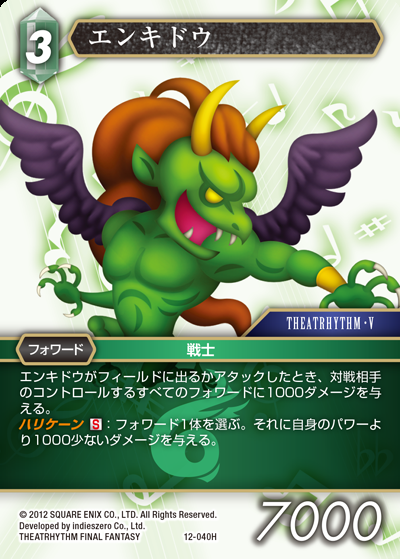 3
エンキドウ
THEATRHYTHM・V
フォワード
戦士
エンキドウがフィールドに出るかアタックしたとき、対戦相手
のコントロールするすべてのフォワードに1000ダメージを与
える。
ハリケーン S：フォワード1体を選ぶ。それに自身のパワーよ
り1000少ないダメージを与える。
© 2012 SQUARE ENIX CO., LTD. All Rights Reserved.
Developed by indieszero Co., Ltd.
THEATRHYTHM FINAL FANTASY
12-040H
7000